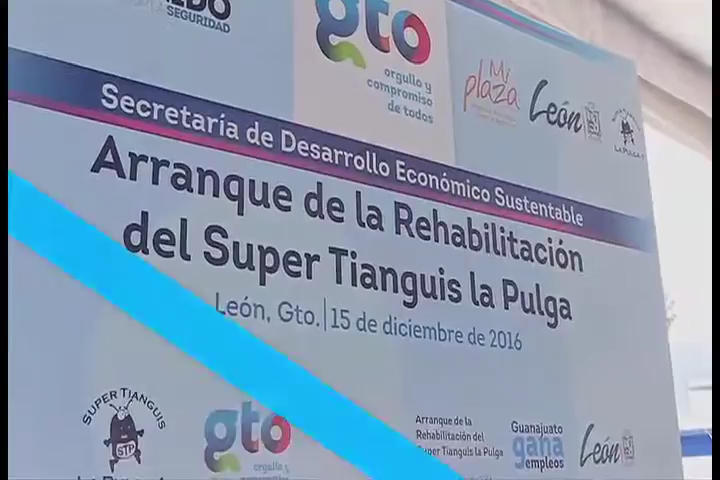 SEGURIDAD
gto
orgullo y
compromiso
de todos
Mi
plaza
León
LA PULGA
Secretaría de Desarrollo Económico Sustentable
Arranque de la Rehabilitación
del Super Tianguis la Pulga
León, Gto. | 15 de diciembre de 2016
SUPER TIANGUIS
STP
gto
orgullo y
Arranque de la
Rehabilitación del
Super Tianguis la Pulga
Guanajuato
gana
empleos
León